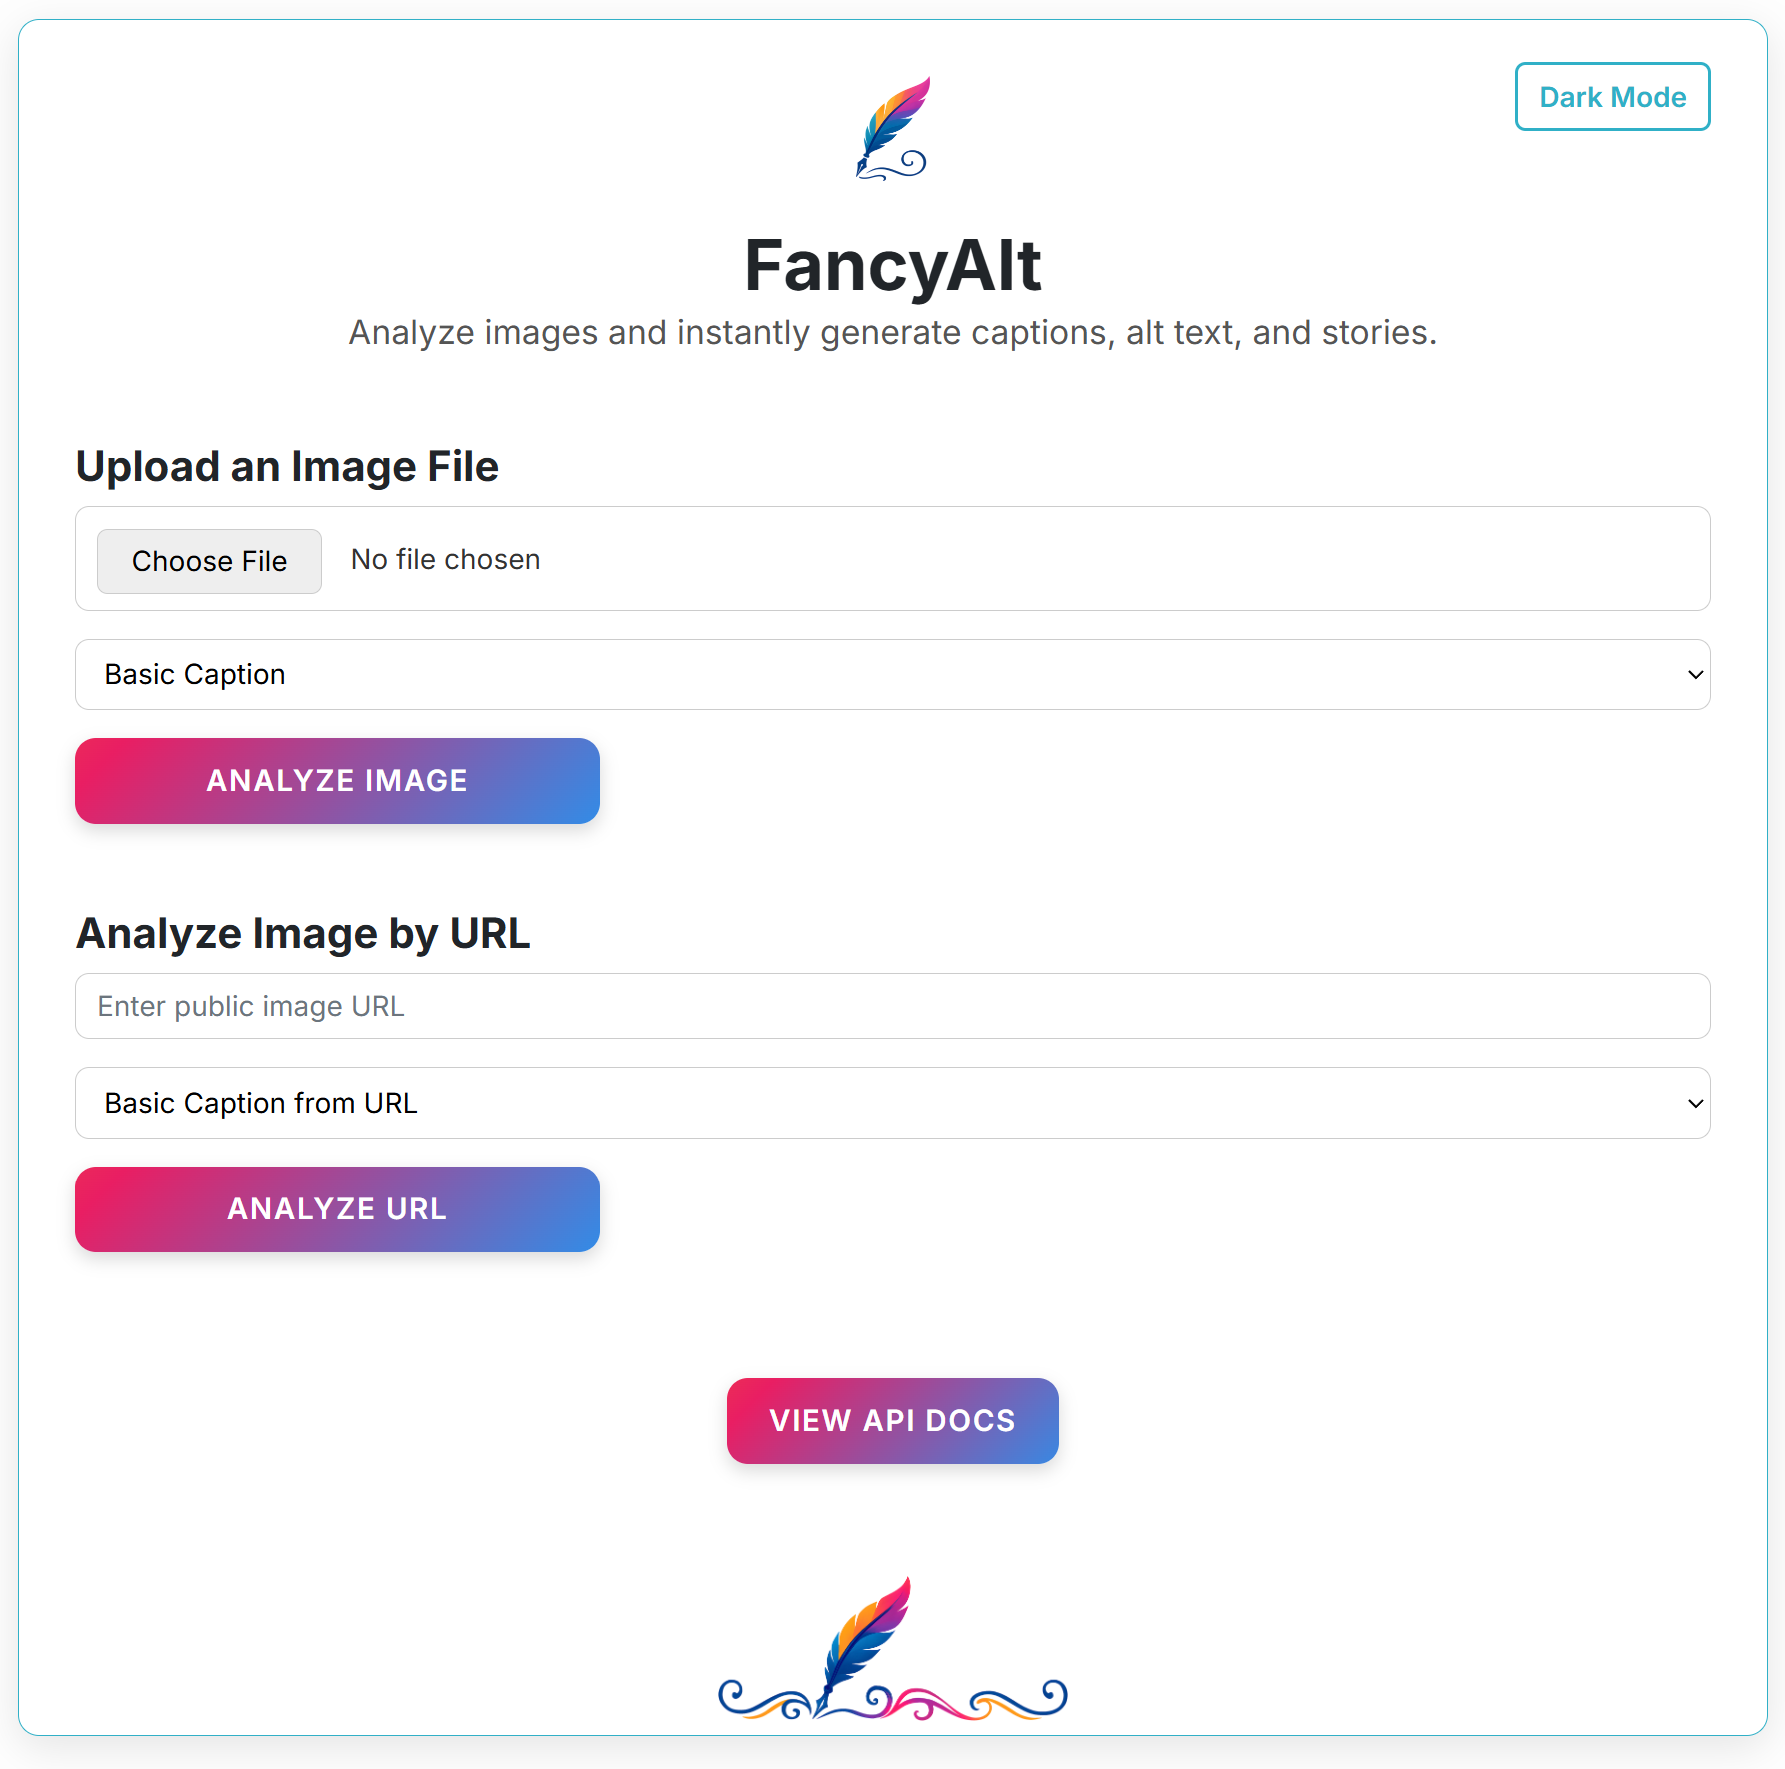 Dark Mode
FancyAlt
Analyze images and instantly generate captions, alt text, and stories.
Upload an Image File
Choose File No file chosen
Basic Caption
ANALYZE IMAGE
Analyze Image by URL
Enter public image URL
Basic Caption from URL
ANALYZE URL
VIEW API DOCS